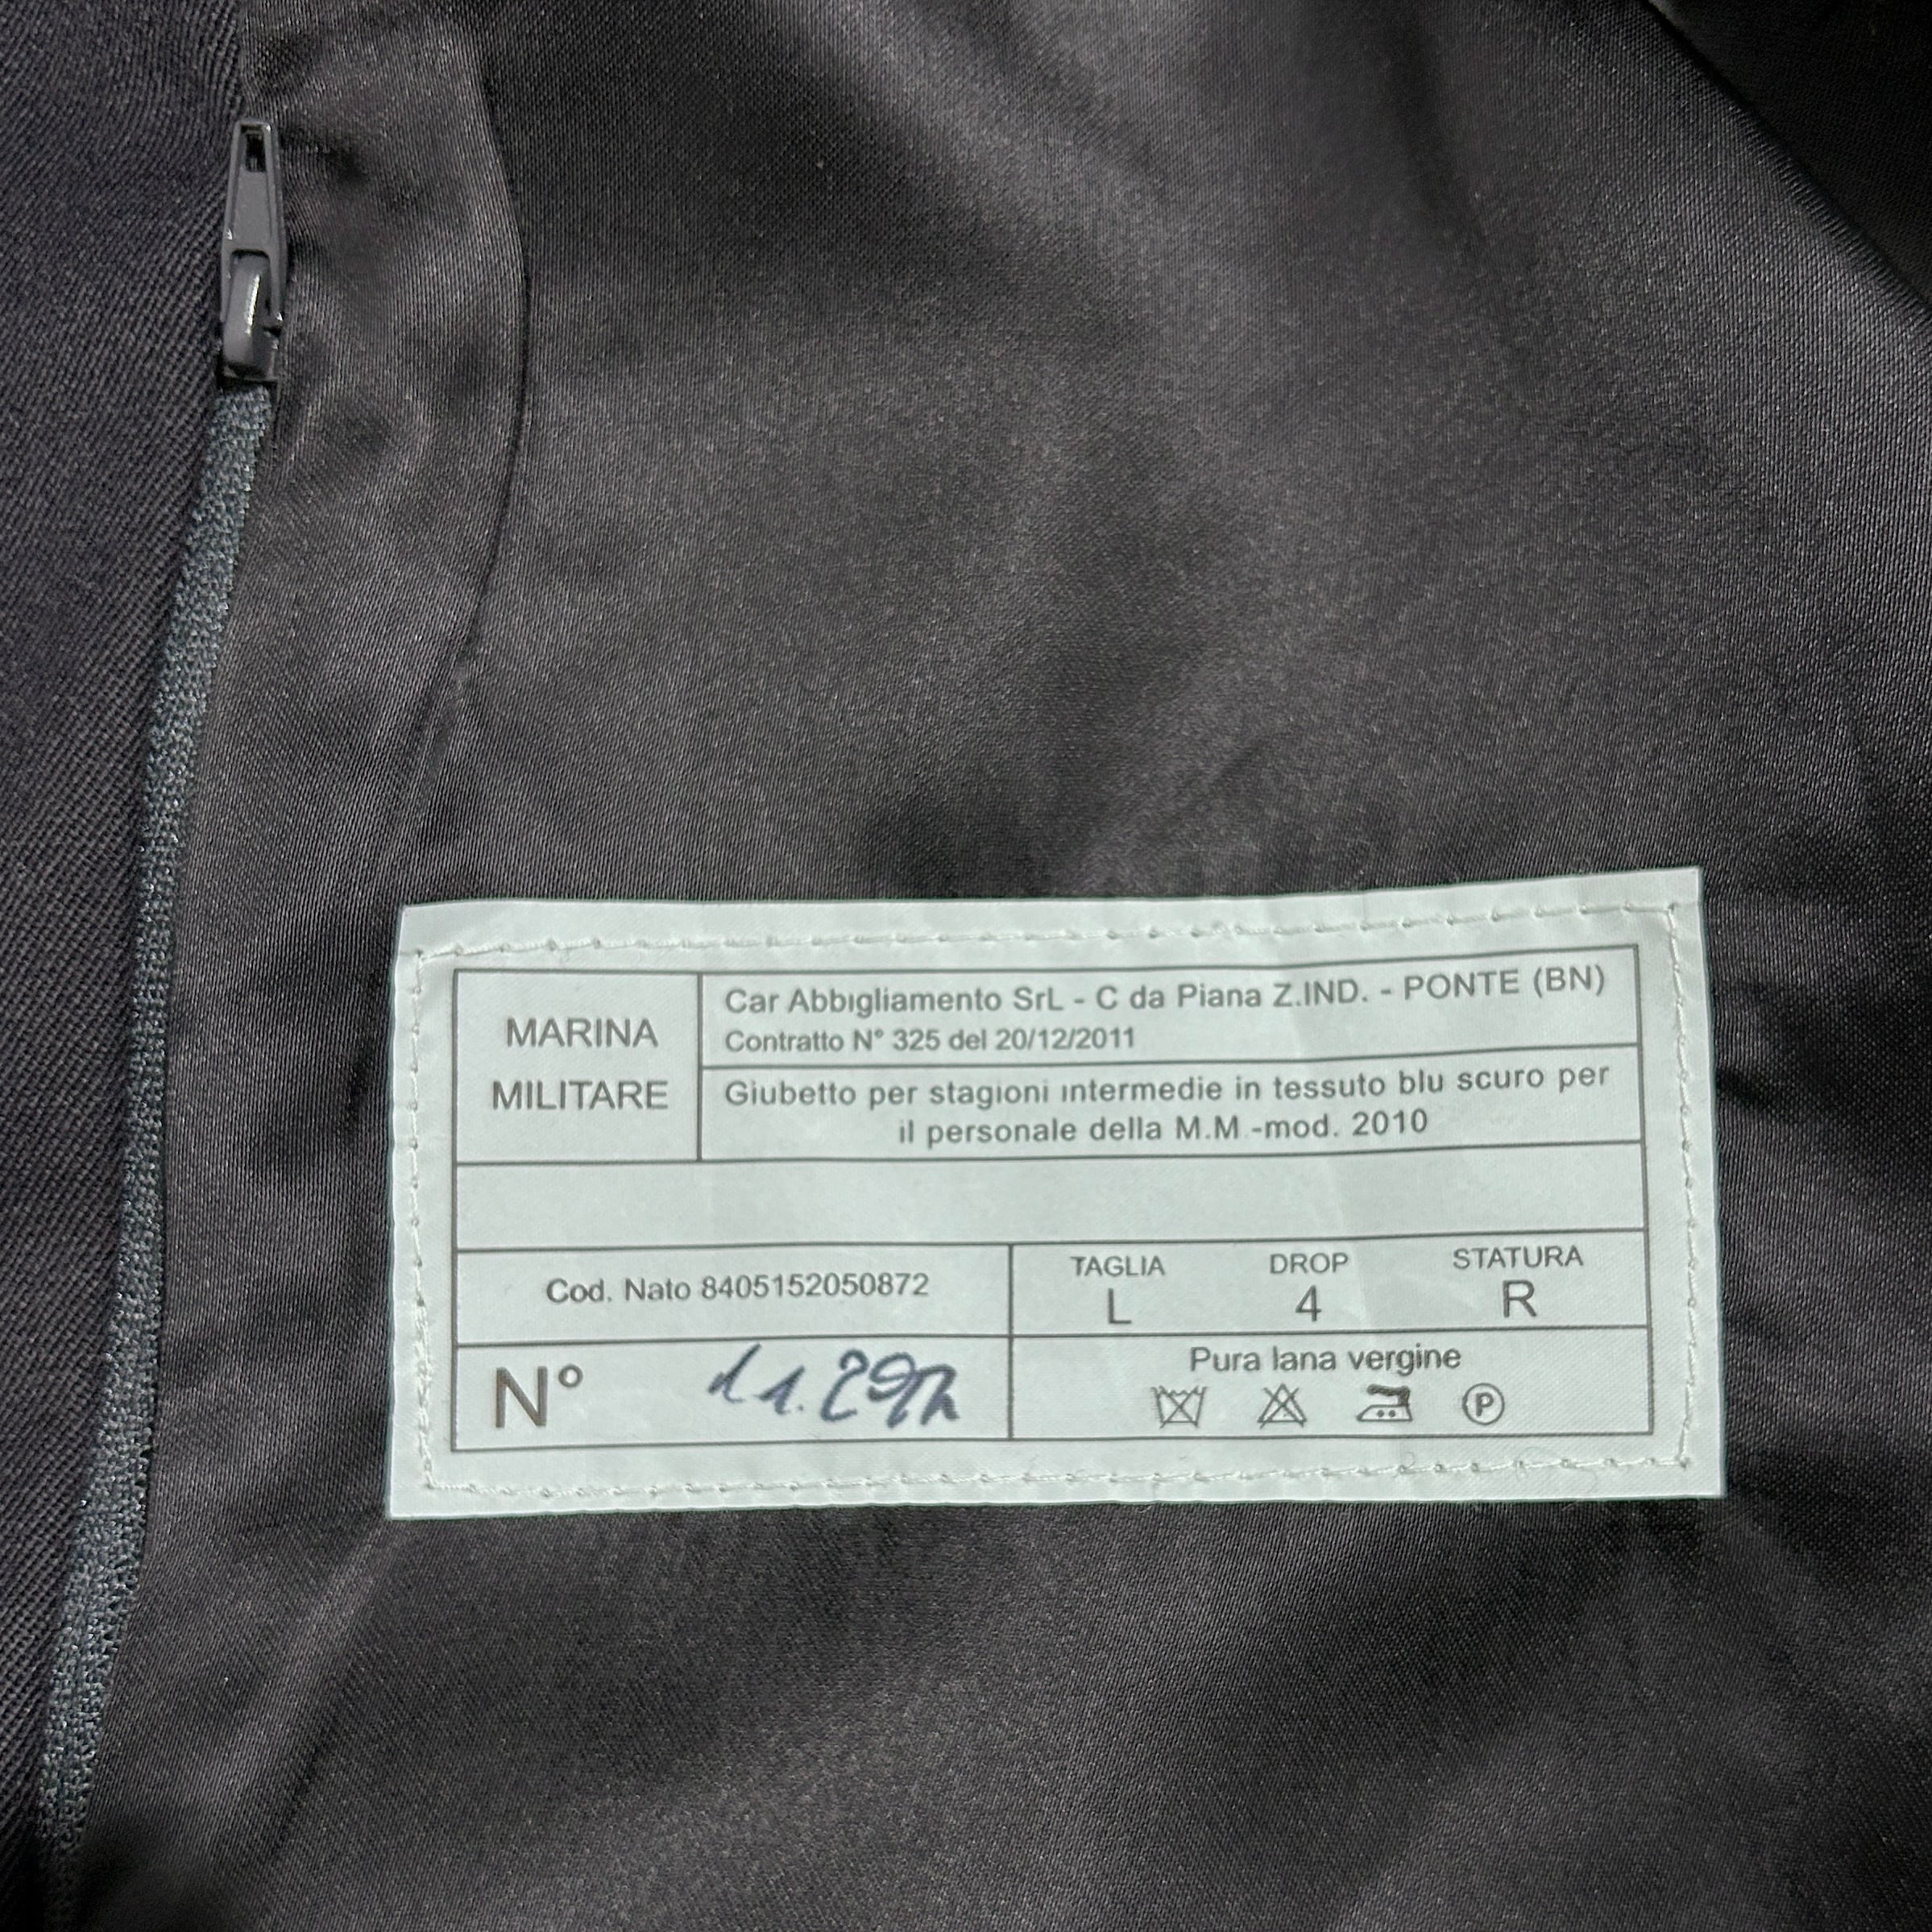 MARINA
MILITARE
Car Abbigliamento SrL - C da Piana Z.IND. - PONTE (BN)
Contratto N° 325 del 20/12/2011
Giubetto per stagioni intermedie in tessuto blu scuro per
il personale della M.M.-mod. 2010
Cod. Nato 8405152050872
TAGLIA DROP STATURA
L 4 R
N°
Pura lana vergine
P